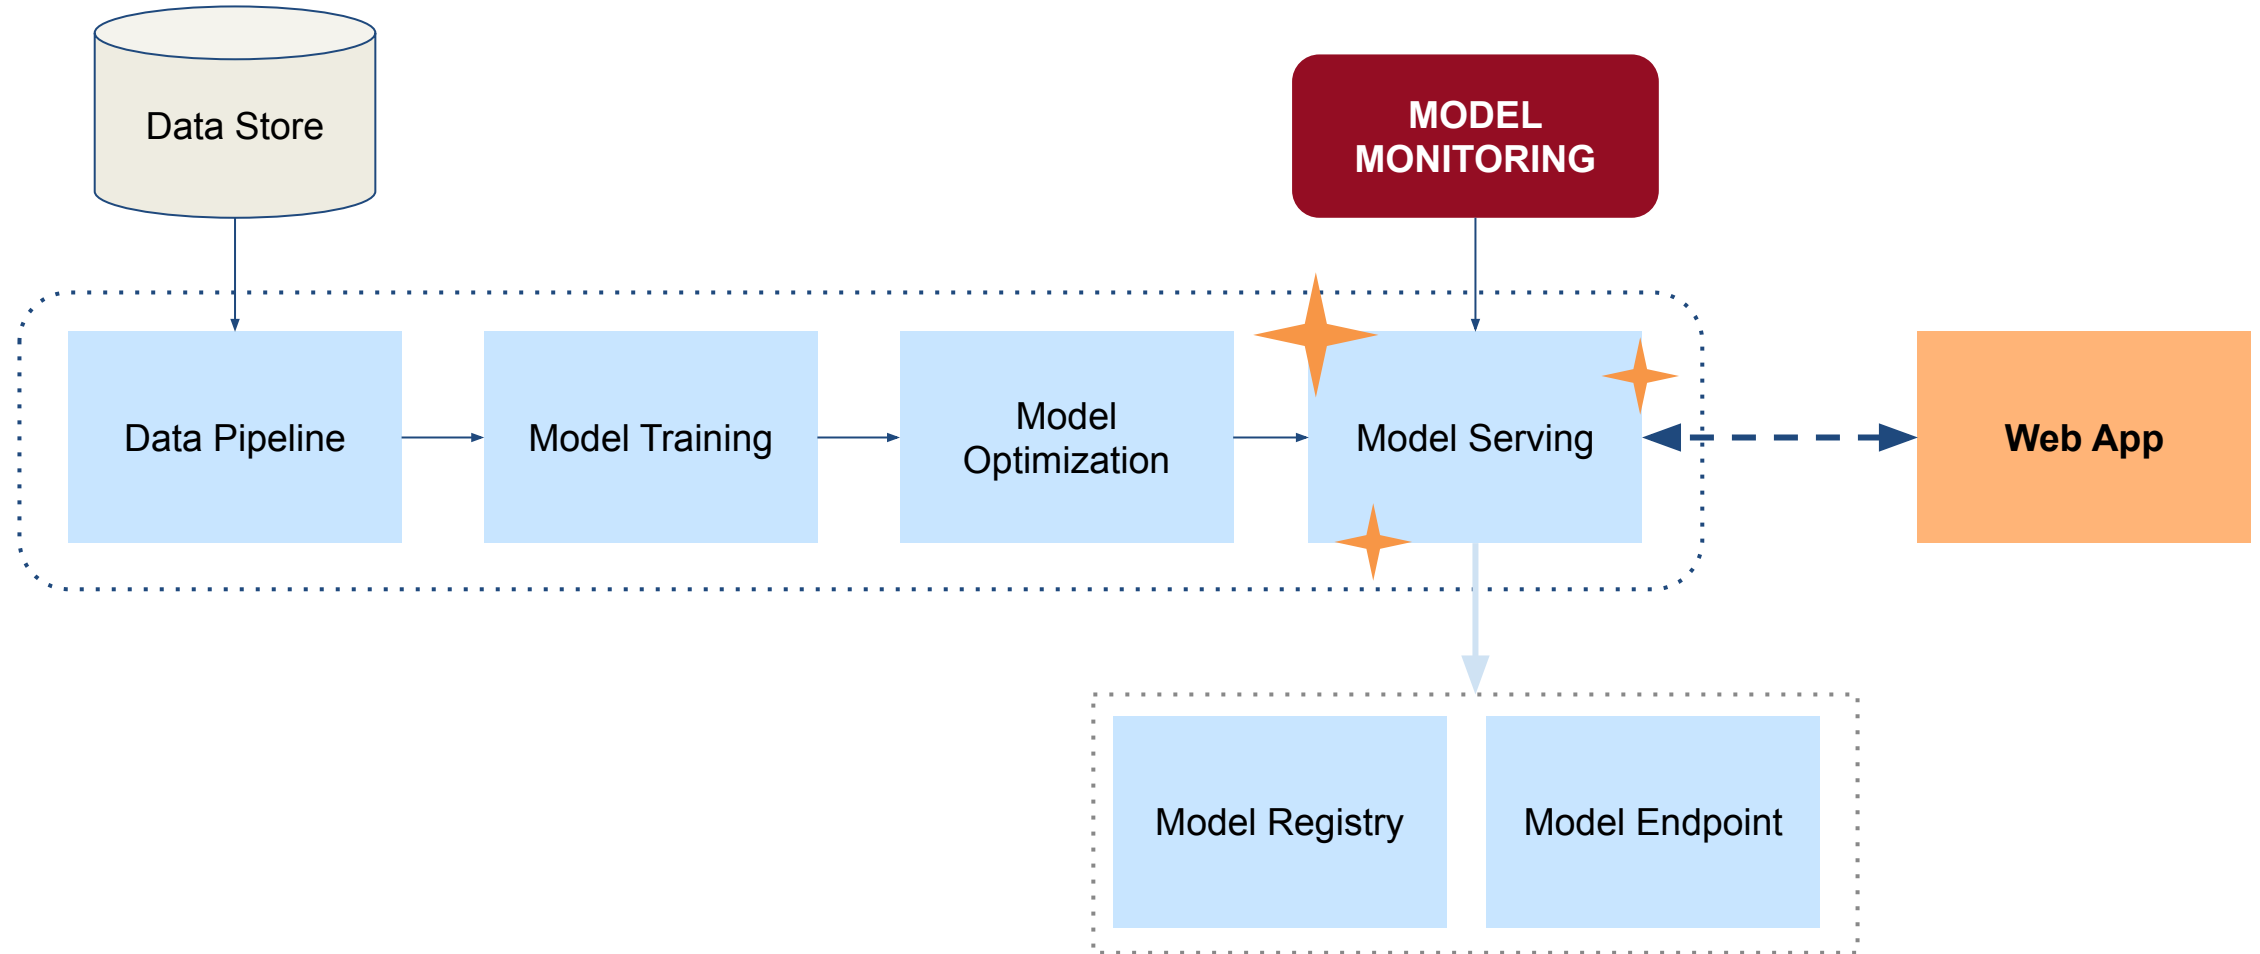 Data Store
MODEL
MONITORING
Data Pipeline
Model Training
Model
Optimization
Model Serving
Web App
Model Registry
Model Endpoint